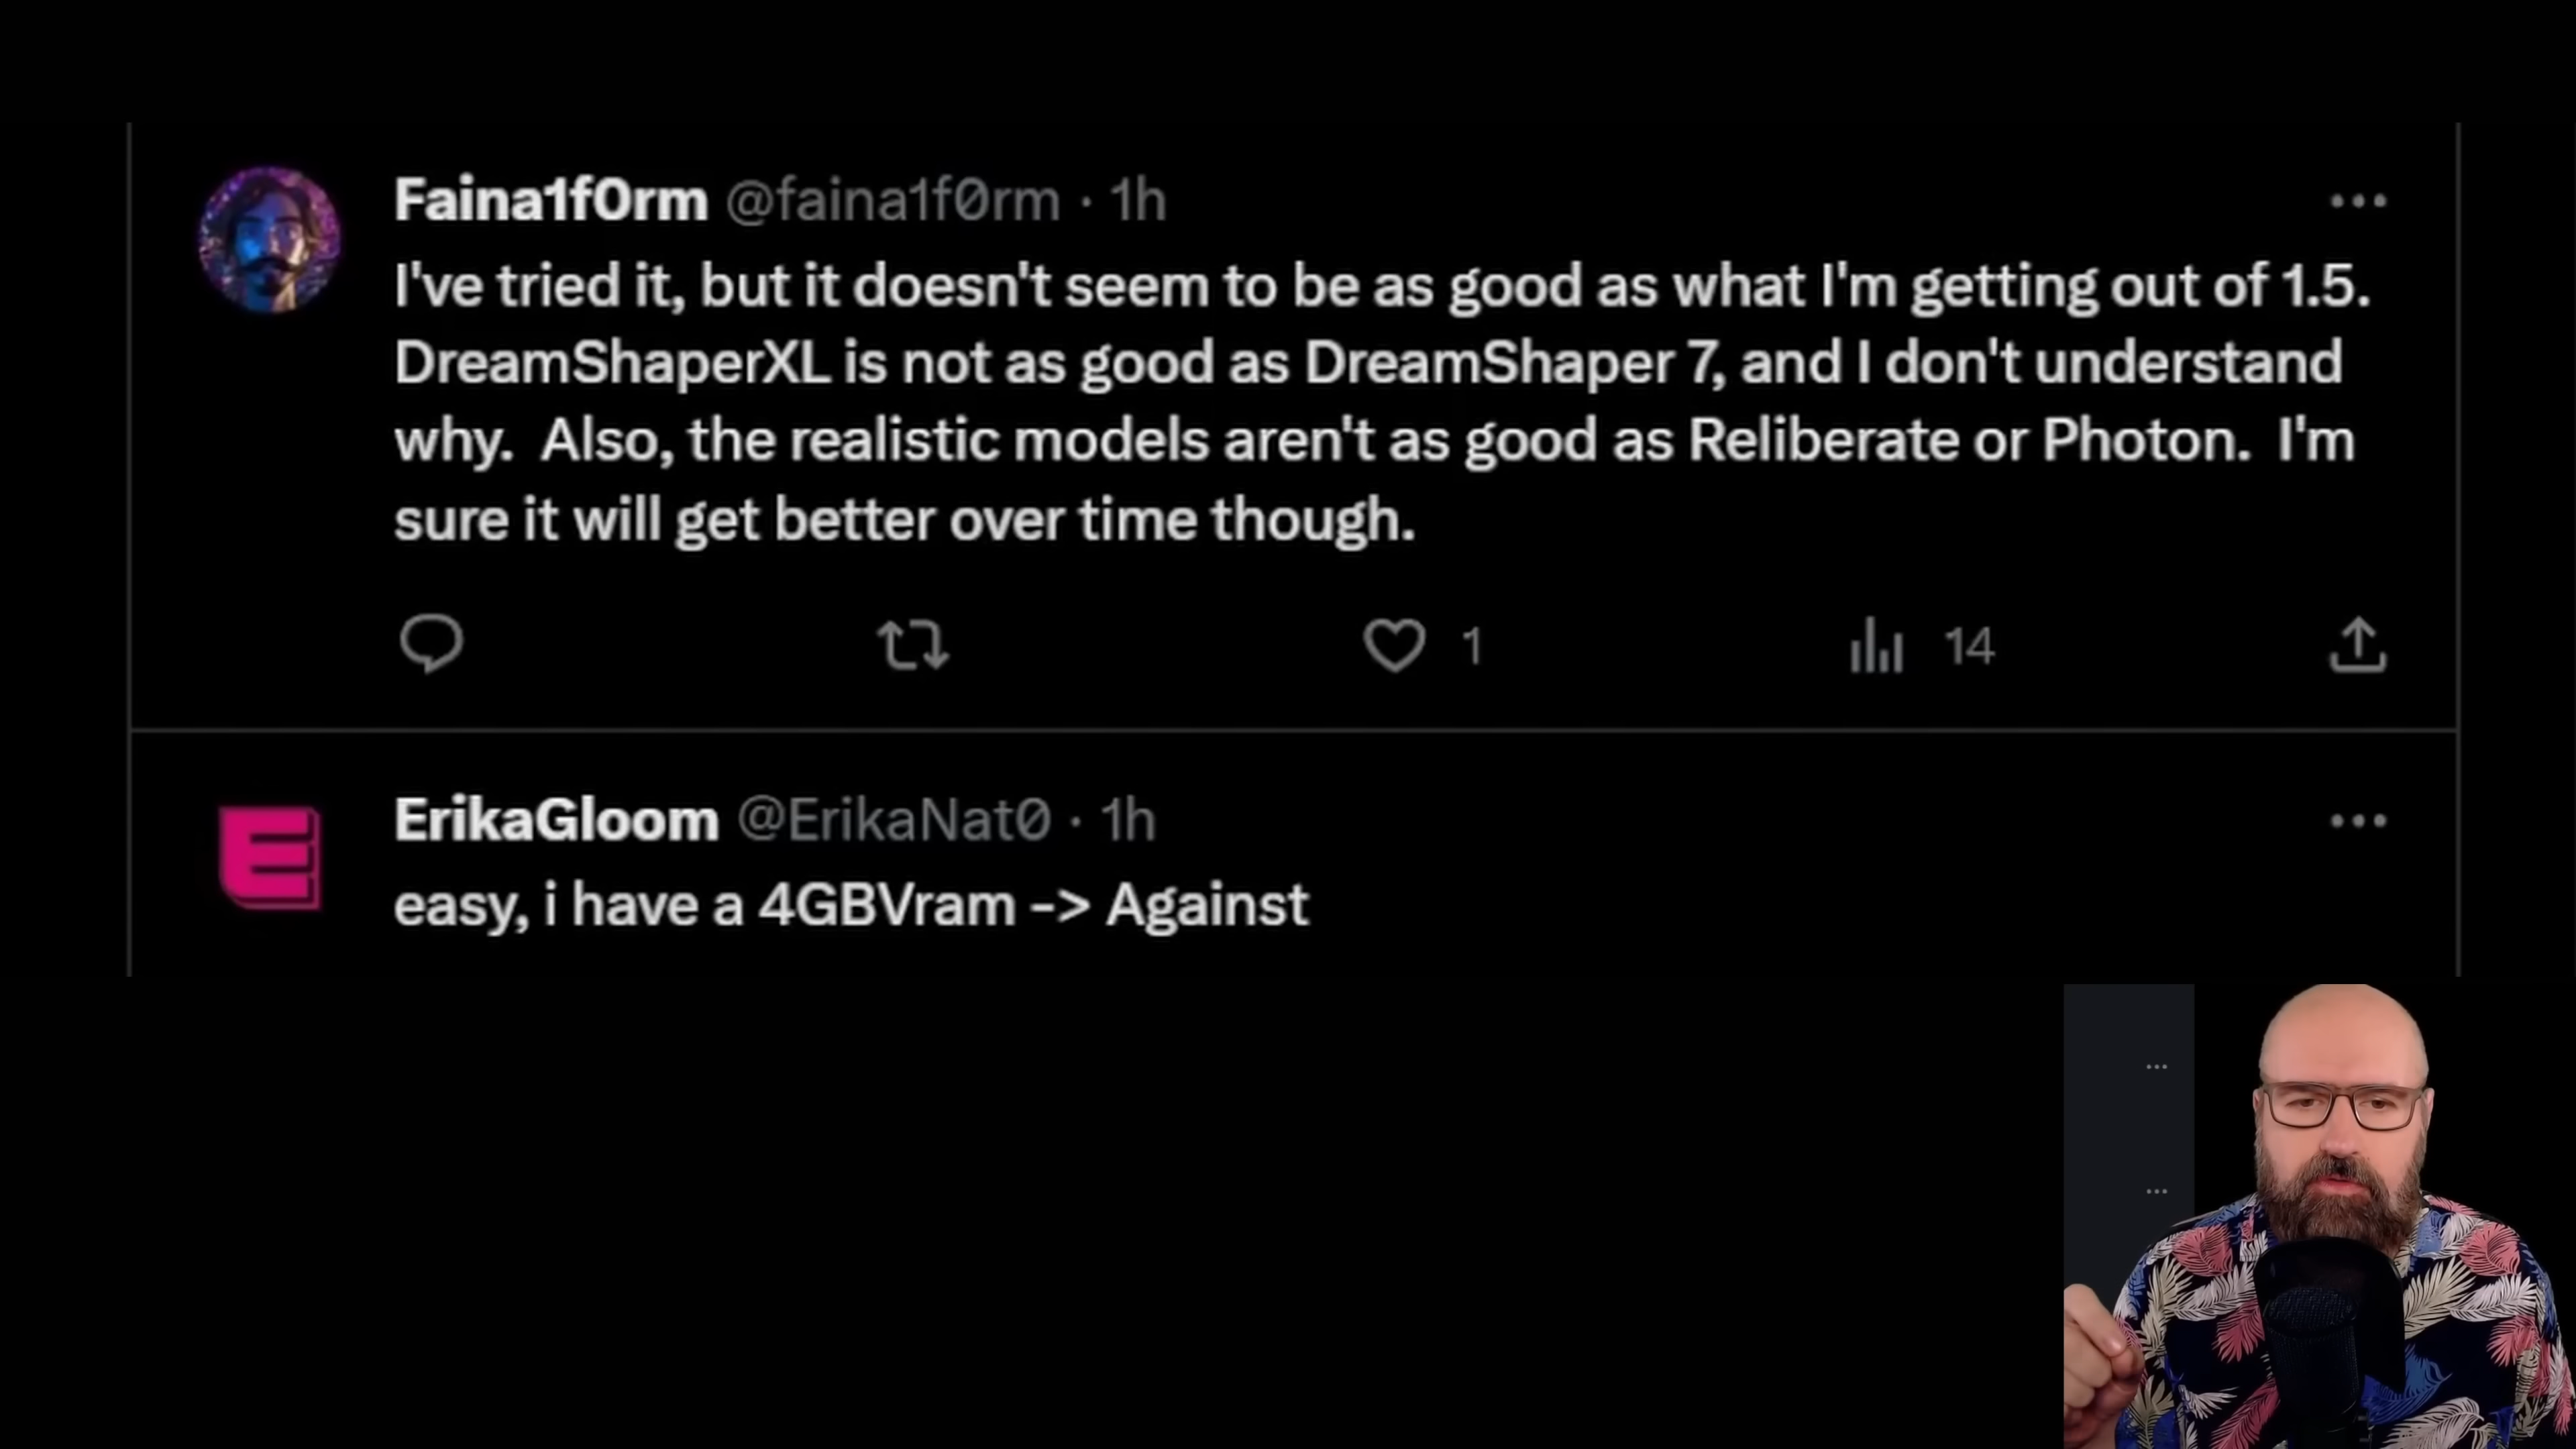 Faina1f0rm @faina1f0rm · 1h
I've tried it, but it doesn't seem to be as good as what I'm getting out of 1.5.
DreamShaperXL is not as good as DreamShaper 7, and I don't understand
why.  Also, the realistic models aren't as good as Reliberate or Photon.  I'm
sure it will get better over time though.
1 14
E
ErikaGloom @ErikaNat0 · 1h
easy, i have a 4GBVram -> Against